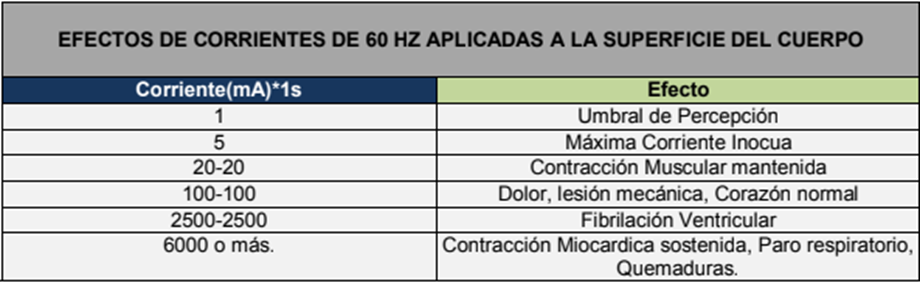 EFECTOS DE CORRIENTES DE 60 HZ APLICADAS A LA SUPERFICIE DEL CUERPO
Corriente(mA)*1s Efecto
1 Umbral de Percepción
5 Máxima Corriente Inocua
20-20 Contracción Muscular mantenida
100-100 Dolor, lesión mecánica, Corazón normal
2500-2500 Fibrilación Ventricular
6000 o más. Contracción Miocardica sostenida, Paro respiratorio,
Quemaduras.